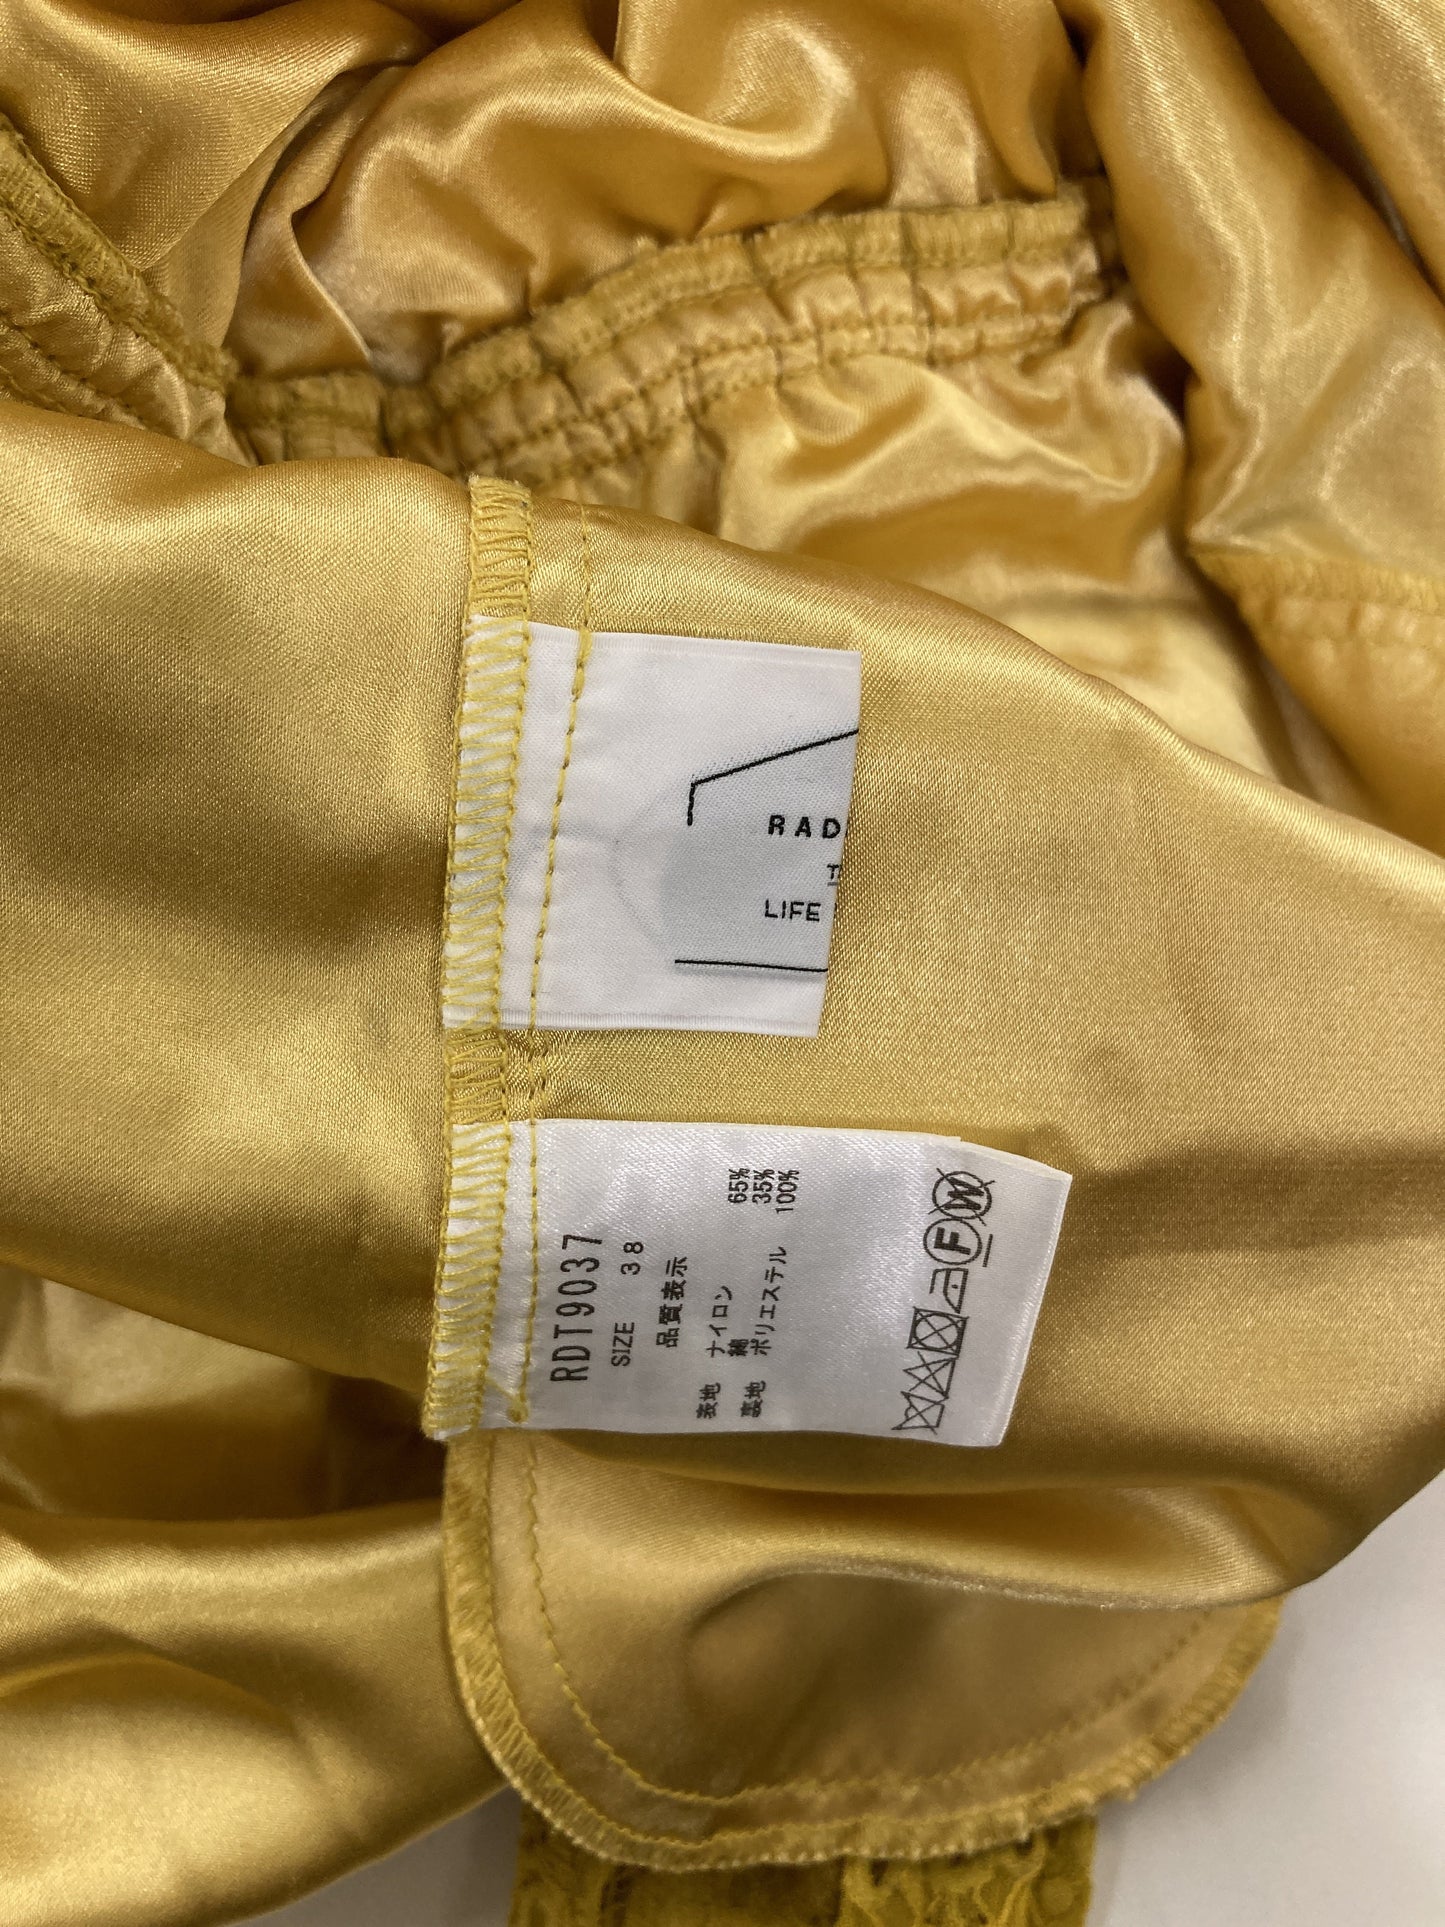 RAD
LIFE
RDT9037
SIZE 38
品質表示
表地 ナイロン 65%
綿 35%
裏地 ポリエステル 100%
F
W